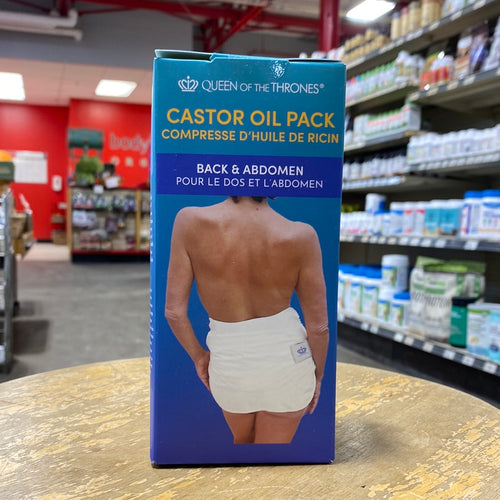 QUEEN OF THE THRONES®
CASTOR OIL PACK
COMPRESSE D'HUILE DE RICIN
BACK & ABDOMEN
POUR LE DOS ET L'ABDOMEN
body